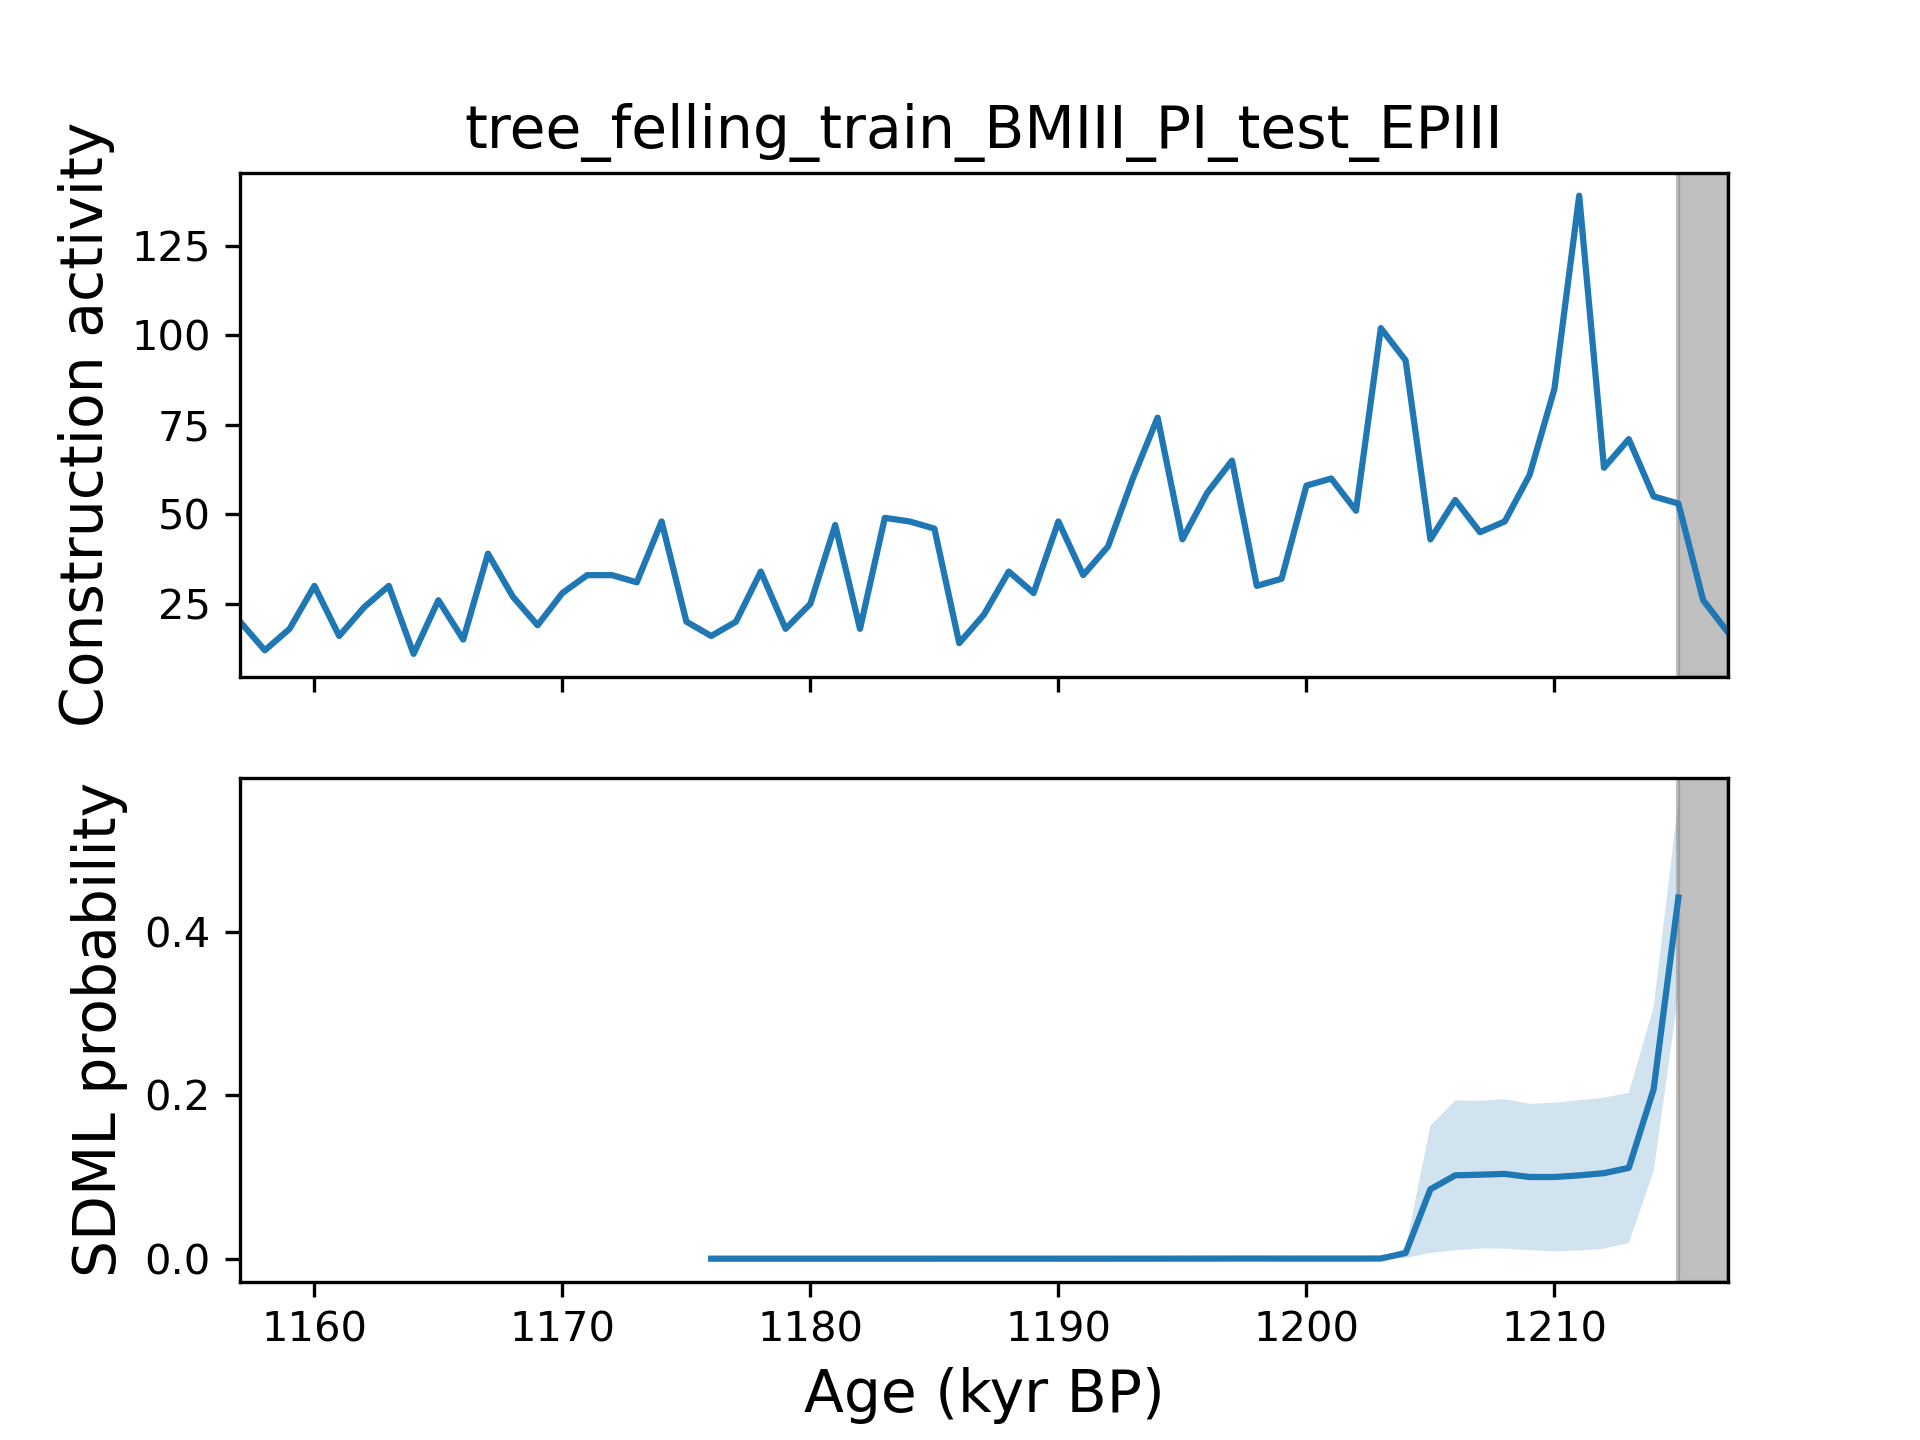 tree_felling_train_BMIII_PI_test_EPIII
Construction activity
125
100
75
50
25
SDML probability
0.4
0.2
0.0
1160 1170 1180 1190 1200 1210
Age (kyr BP)